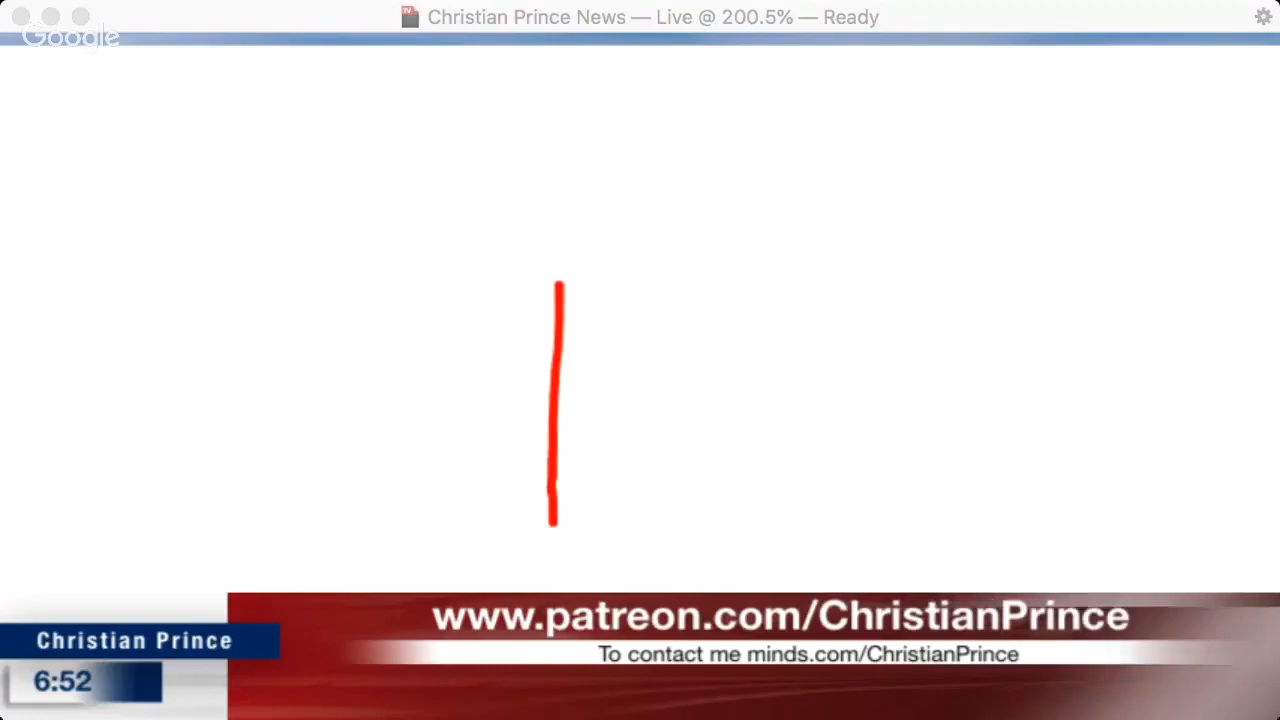 Christian Prince News — Live @ 200.5% — Ready
Google
www.patreon.com/ChristianPrince
To contact me minds.com/ChristianPrince
Christian Prince
6:52